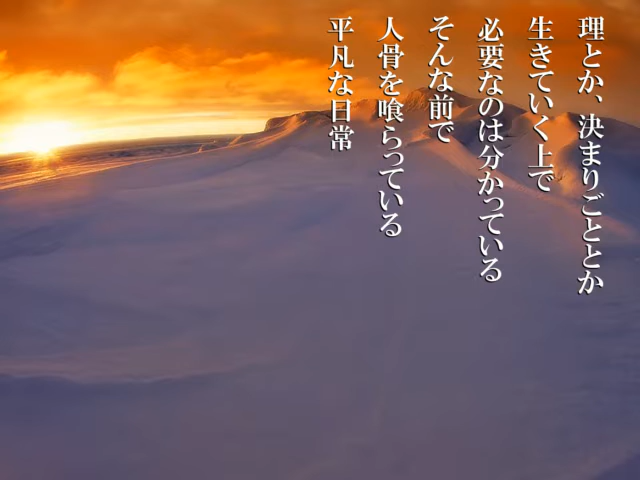 理とか、決まりごととか
生きていく上で
必要なのは分かっている
そんな前で
人骨を喰らっている
平凡な日常